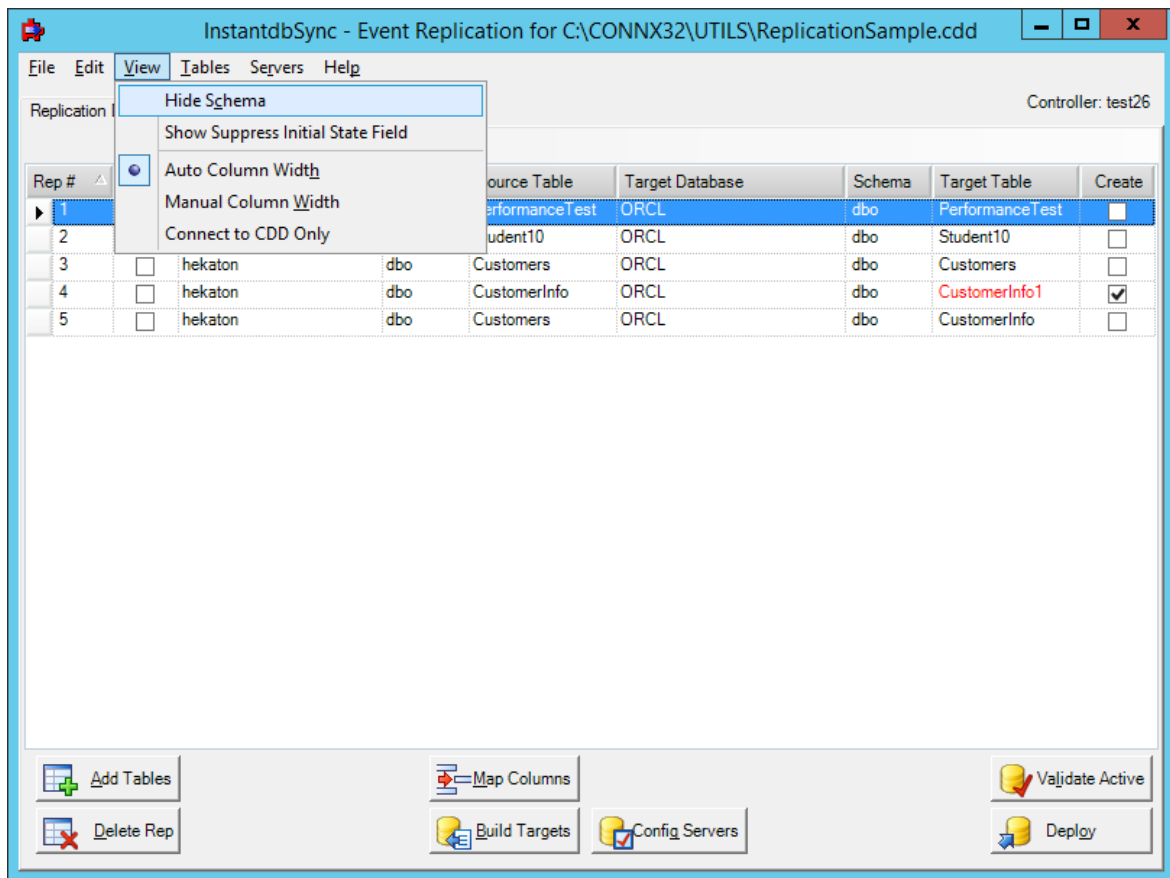 InstantdbSync - Event Replication for C:\CONNX32\UTILS\ReplicationSample.cdd
File Edit View Tables Servers Help
Hide Schema
Replication
Controller: test26
Show Suppress Initial State Field
Auto Column Width
Manual Column Width
Connect to CDD Only
Rep # ource Table Target Database Schema Target Table Create
1 erformanceTest ORCL dbo PerformanceTest
2 udent10 ORCL dbo Student10
3 hekaton dbo Customers ORCL dbo Customers
4 hekaton dbo CustomerInfo ORCL dbo CustomerInfo1
5 hekaton dbo Customers ORCL dbo CustomerInfo
Add Tables Map Columns Validate Active
Delete Rep Build Targets Config Servers Deploy